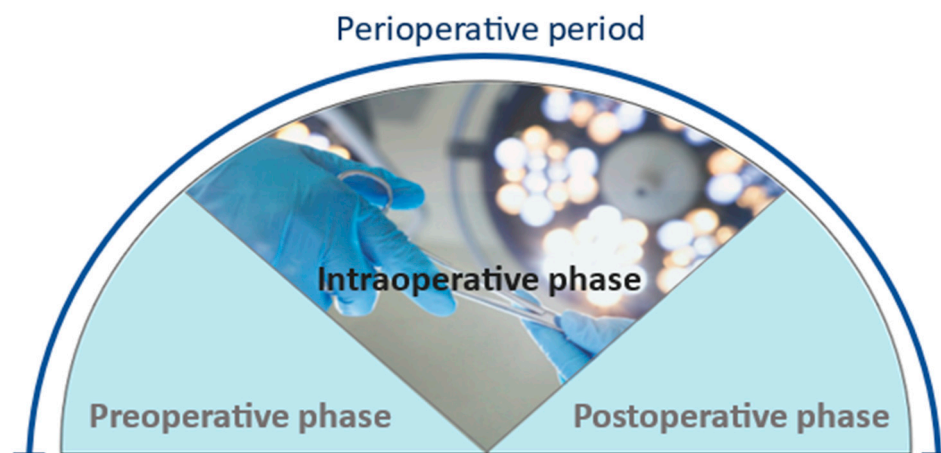 Perioperative period
Intraoperative phase
Preoperative phase
Postoperative phase